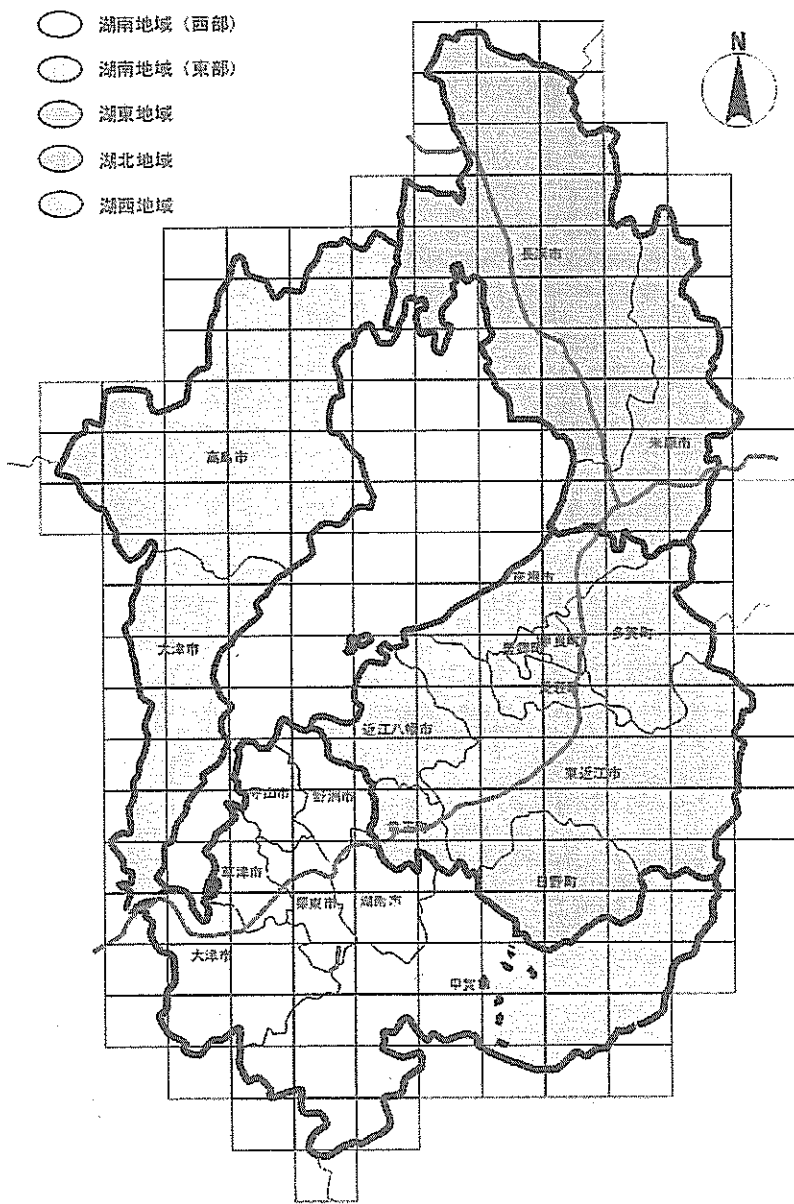 湖南地域（西部）
湖南地域（東部）
湖東地域
湖北地域
湖西地域
N
長浜市
米原市
高島市
彦根市
多賀町
大津市
近江八幡市
東近江市
守山市
野洲市
竜王町
草津市
栗東市
湖南市
日野町
大津市
甲賀市